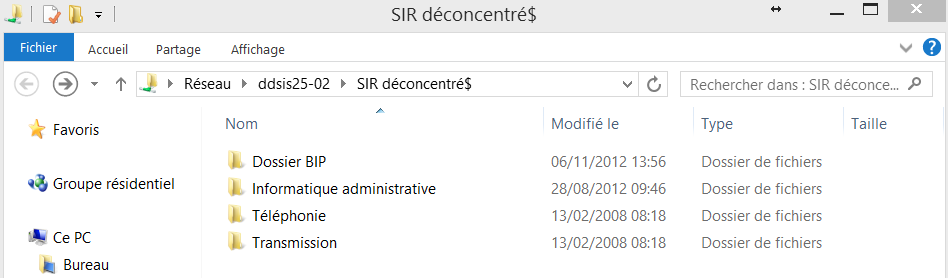 SIR déconcentré$
Fichier Accueil Partage Affichage
Réseau ddsis25-02 SIR déconcentré$ Rechercher dans : SIR déconce...
Favoris
Groupe résidentiel
Ce PC
Bureau
Nom Modifié le Type Taille
Dossier BIP 06/11/2012 13:56 Dossier de fichiers
Informatique administrative 28/08/2012 09:46 Dossier de fichiers
Téléphonie 13/02/2008 08:18 Dossier de fichiers
Transmission 13/02/2008 08:18 Dossier de fichiers